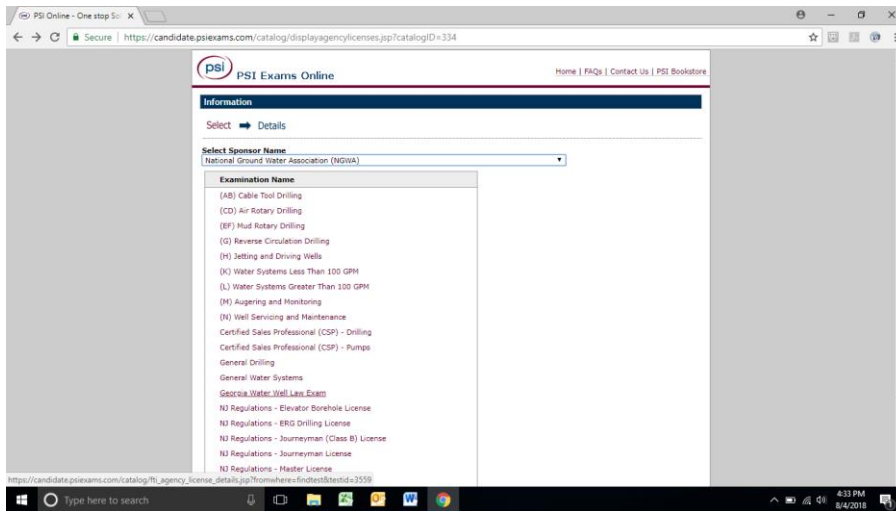 PSI Online - One stop Sol
Secure | https://candidate.psiexams.com/catalog/displayagencylicenses.jsp?catalogID=334
psi PSI Exams Online
Home | FAQs | Contact Us | PSI Bookstore
Information
Select Details
Select Sponsor Name
National Ground Water Association (NGWA)
Examination Name
(AB) Cable Tool Drilling
(CD) Air Rotary Drilling
(EF) Mud Rotary Drilling
(G) Reverse Circulation Drilling
(H) Jetting and Driving Wells
(K) Water Systems Less Than 100 GPM
(L) Water Systems Greater Than 100 GPM
(M) Augering and Monitoring
(N) Well Servicing and Maintenance
Certified Sales Professional (CSP) - Drilling
Certified Sales Professional (CSP) - Pumps
General Drilling
General Water Systems
Georgia Water Well Law Exam
NJ Regulations - Elevator Borehole License
NJ Regulations - ERG Drilling License
NJ Regulations - Journeyman (Class B) License
NJ Regulations - Journeyman License
NJ Regulations - Master License
https://candidate.psiexams.com/catalog/fti_agency_license_details.jsp?fromwhere=findtest&testid=3559
Type here to search
4:33 PM
8/4/2018